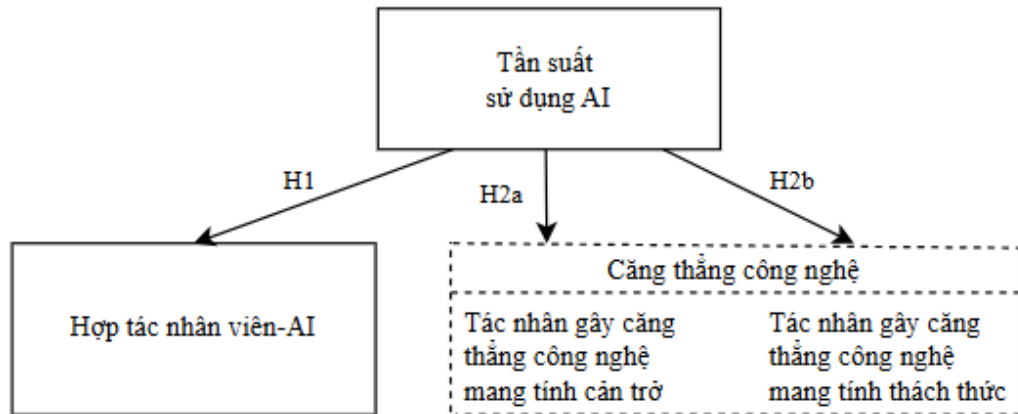 Tần suất
sử dụng AI
H1
H2a
H2b
Hợp tác nhân viên-AI
Căng thẳng công nghệ
Tác nhân gây căng
thẳng công nghệ
mang tính cản trở
Tác nhân gây căng
thẳng công nghệ
mang tính thách thức